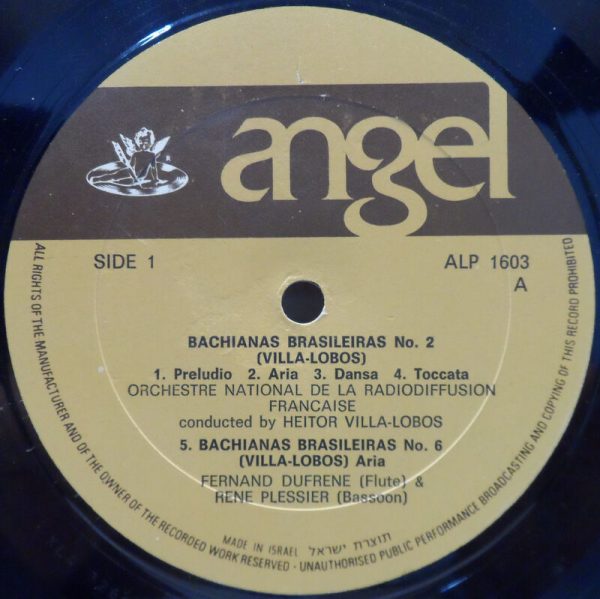 angel
SIDE 1
ALP 1603
A
BACHIANAS BRASILEIRAS No. 2
(VILLA-LOBOS)
1. Preludio 2. Aria 3. Dansa 4. Toccata
ORCHESTRE NATIONAL DE LA RADIODIFFUSION
FRANCAISE
conducted by HEITOR VILLA-LOBOS
5. BACHIANAS BRASILEIRAS No. 6
(VILLA-LOBOS) Aria
FERNAND DUFRENE (Flute) &
RENE PLESSIER (Bassoon)
MADE IN ISRAEL תוצרת ישראל
ALL RIGHTS OF THE MANUFACTURER AND OF THE OWNER OF THE RECORDED WORK RESERVED - UNAUTHORISED PUBLIC PERFORMANCE BROADCASTING AND COPYING OF THIS RECORD PROHIBITED